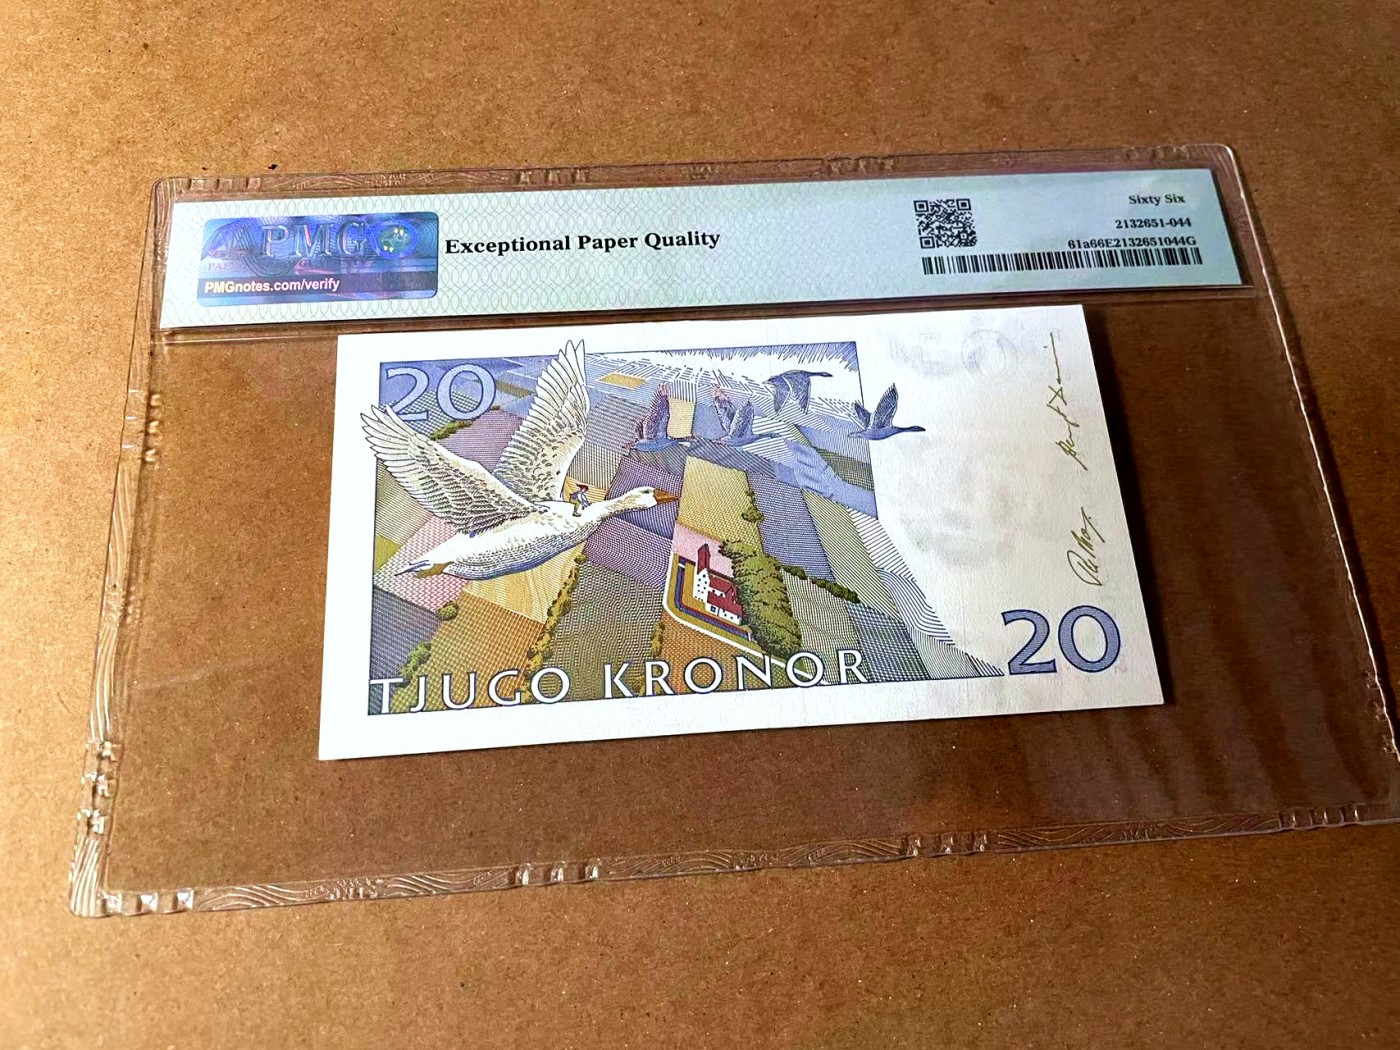 PMG
PMGnotes.com/verify
Exceptional Paper Quality
Sixty Six
2132651-044
61a66E2132651044G
20
TJUGO KRONOR
20